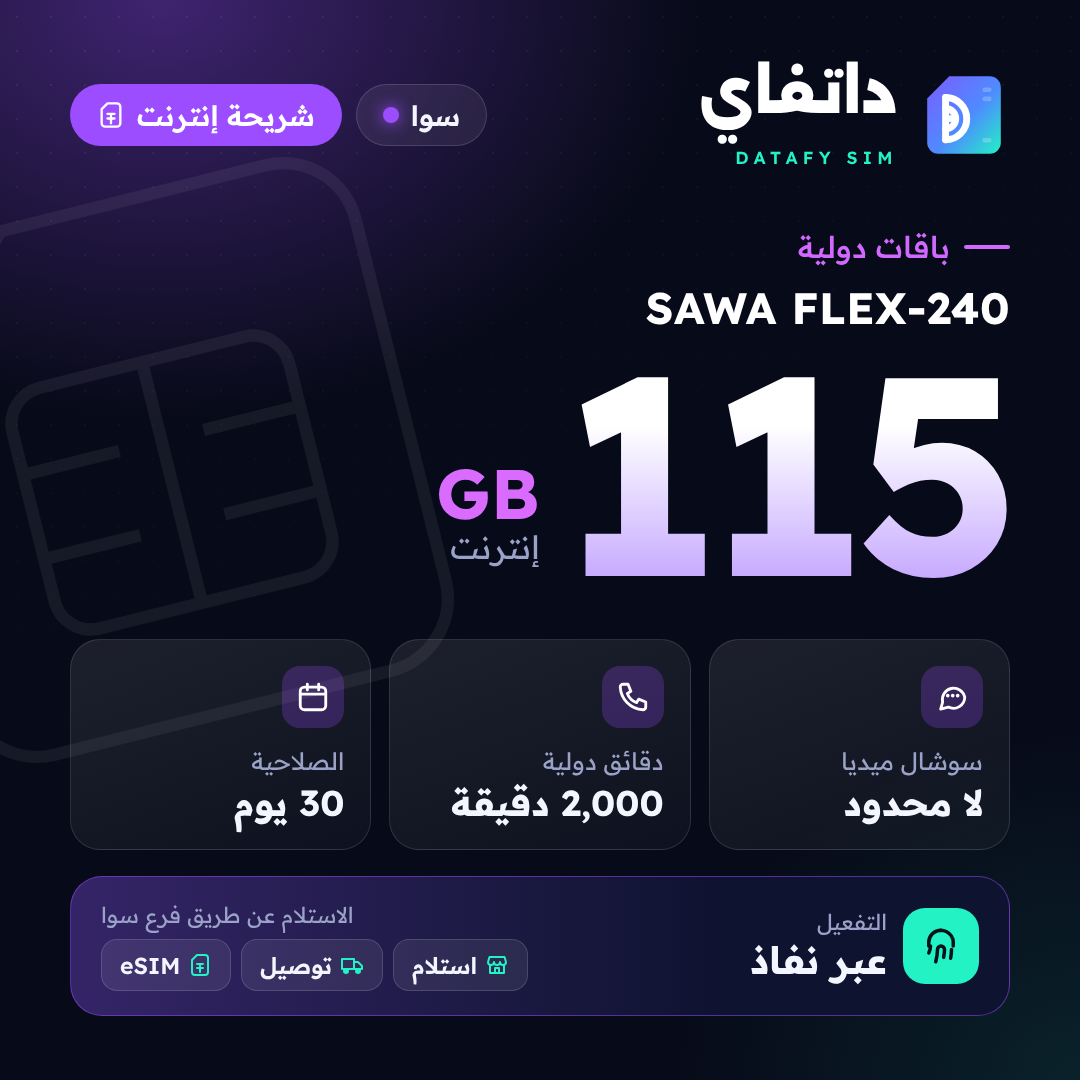 داتفاي
DATAFY SIM
سوا
شريحة إنترنت
باقات دولية
SAWA FLEX-240
115
GB
إنترنت
سوشال ميديا
لا محدود
دقائق دولية
2,000 دقيقة
الصلاحية
30 يوم
التفعيل
عبر نفاذ
الاستلام عن طريق فرع سوا
استلام
توصيل
eSIM